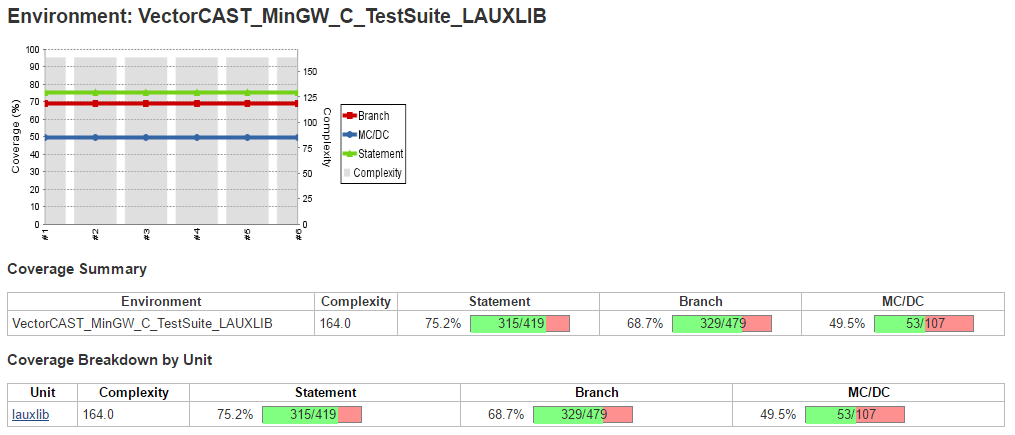 Environment: VectorCAST_MinGW_C_TestSuite_LAUXLIB
100
90
80
70
60
50
40
30
20
10
0
Coverage (%)
150
125
100
75
50
25
0
Complexity
#1 #2 #3 #4 #5 #6
Branch
MC/DC
Statement
Complexity
Coverage Summary
Environment Complexity Statement Branch MC/DC
VectorCAST_MinGW_C_TestSuite_LAUXLIB 164.0 75.2% 315/419 68.7% 329/479 49.5% 53/107
Coverage Breakdown by Unit
Unit Complexity Statement Branch MC/DC
lauxlib 164.0 75.2% 315/419 68.7% 329/479 49.5% 53/107